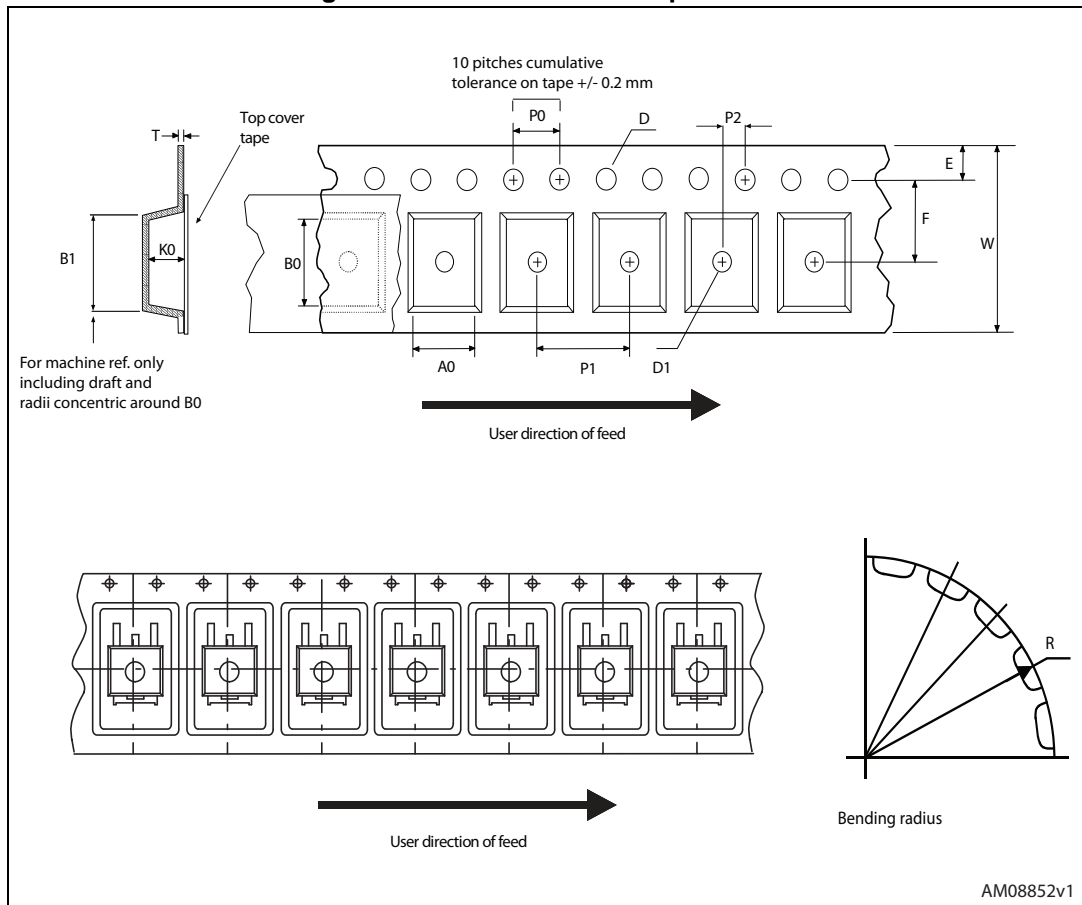 10 pitches cumulative
tolerance on tape +/- 0.2 mm
Top cover
tape
T
P0
D
P2
E
F
W
B1
K0
B0
For machine ref. only
including draft and
radii concentric around B0
A0
P1
D1
User direction of feed
R
Bending radius
User direction of feed
AM08852v1